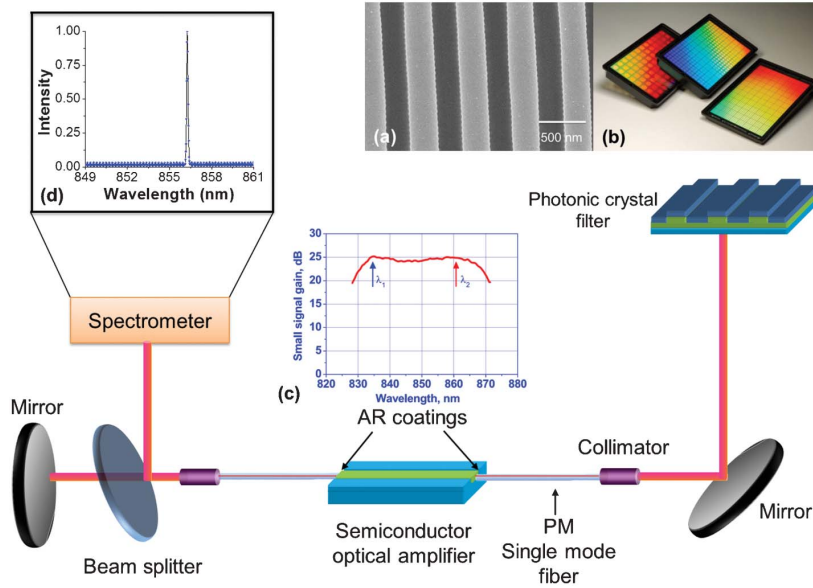 1.00
0.75
0.50
0.25
0.00
Intensity
849 852 855 858 861
Wavelength (nm)
(d)
(a)
500 nm
(b)
Photonic crystal
filter
Spectrometer
30
25
20
15
10
5
0
Small signal gain, dB
λ1
λ2
820 830 840 850 860 870 880
Wavelength, nm
(c)
AR coatings
Mirror
Collimator
Beam splitter
Semiconductor
optical amplifier
PM
Single mode
fiber
Mirror